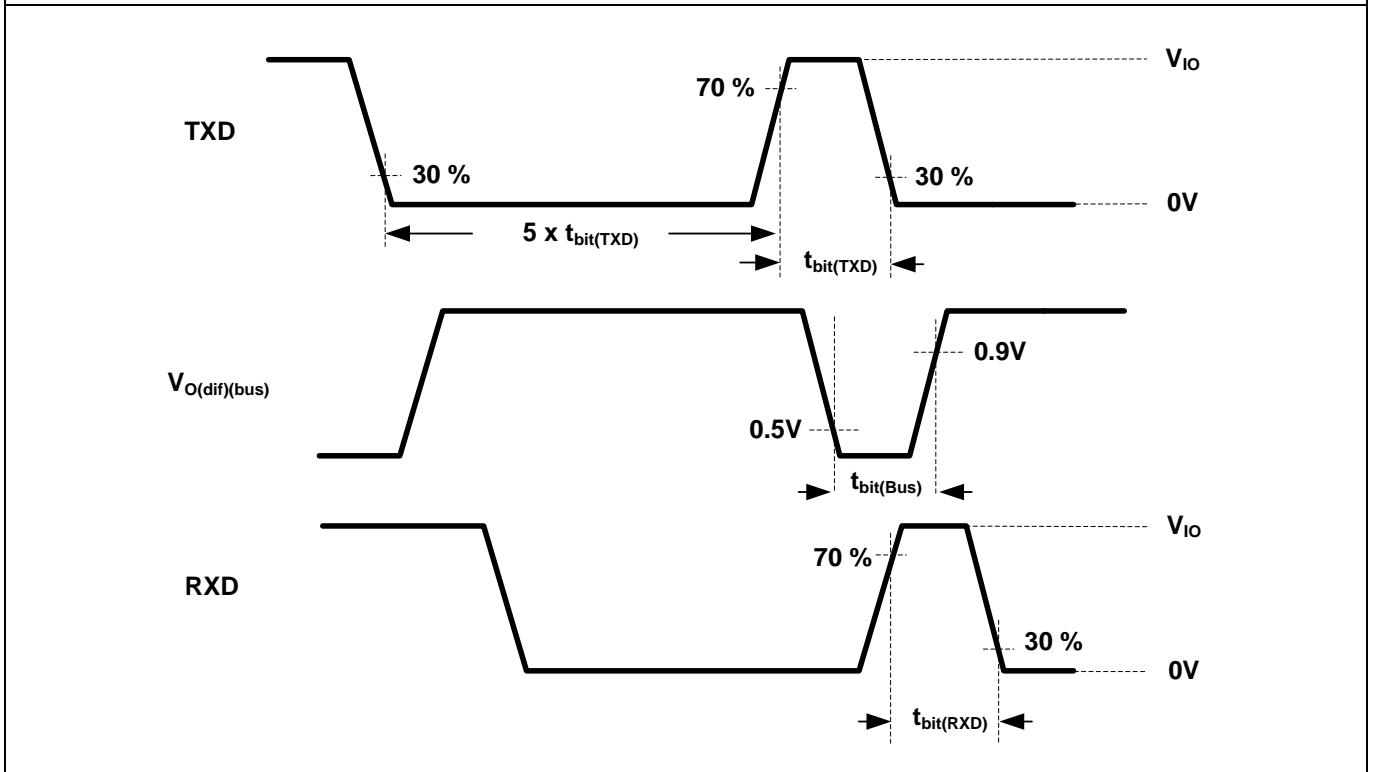 V_IO
70 %
TXD
30 %
30 %
0V
5 x t_bit(TXD)
t_bit(TXD)
0.9V
V_O(dif)(bus)
0.5V
t_bit(Bus)
V_IO
70 %
RXD
30 %
0V
t_bit(RXD)